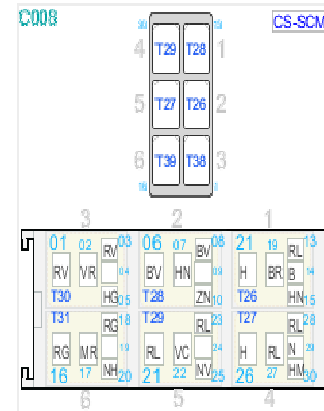 C008
CS-SCM
4 T29 T28 1
5 T27 T26 2
6 T39 T38 3
3 2 1
01 02 RV 03 06 07 BV 08 21 19 RL 13
RV VR 04 BV HN 09 H BR B 14
T30 HG 05 T28 ZN 10 T26 HN 15
T31 RG 18 T29 RL 23 T27 RL 28
RG MR 19 RL VC 24 H RL N
16 17 NH 20 21 22 NV 25 26 27 HM 30
6 5 4